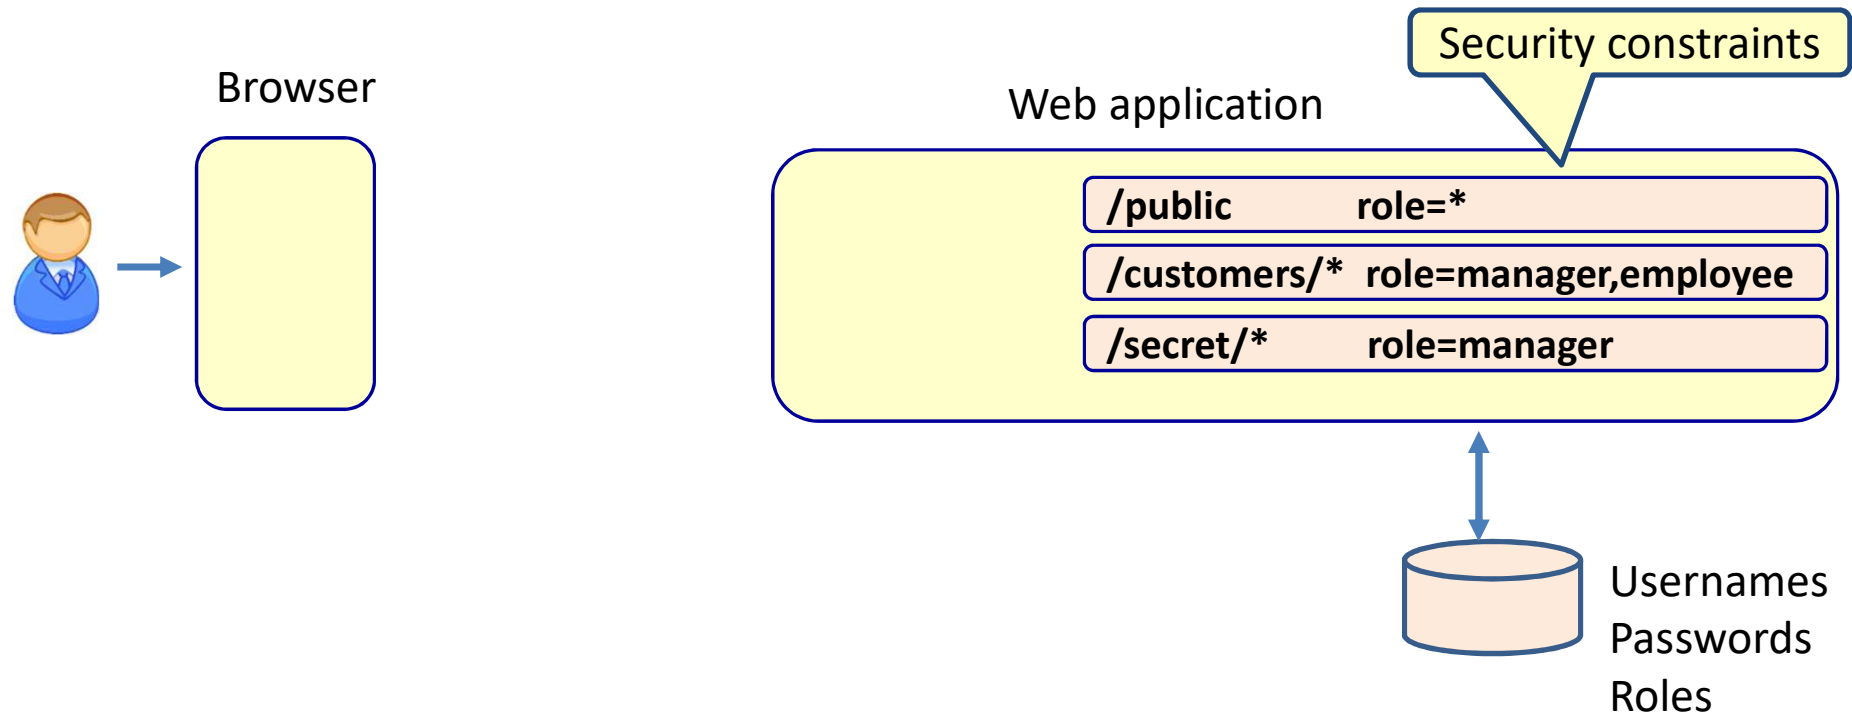 Security constraints
Browser
Web application
/public role=*
/customers/* role=manager,employee
/secret/* role=manager
Usernames
Passwords
Roles